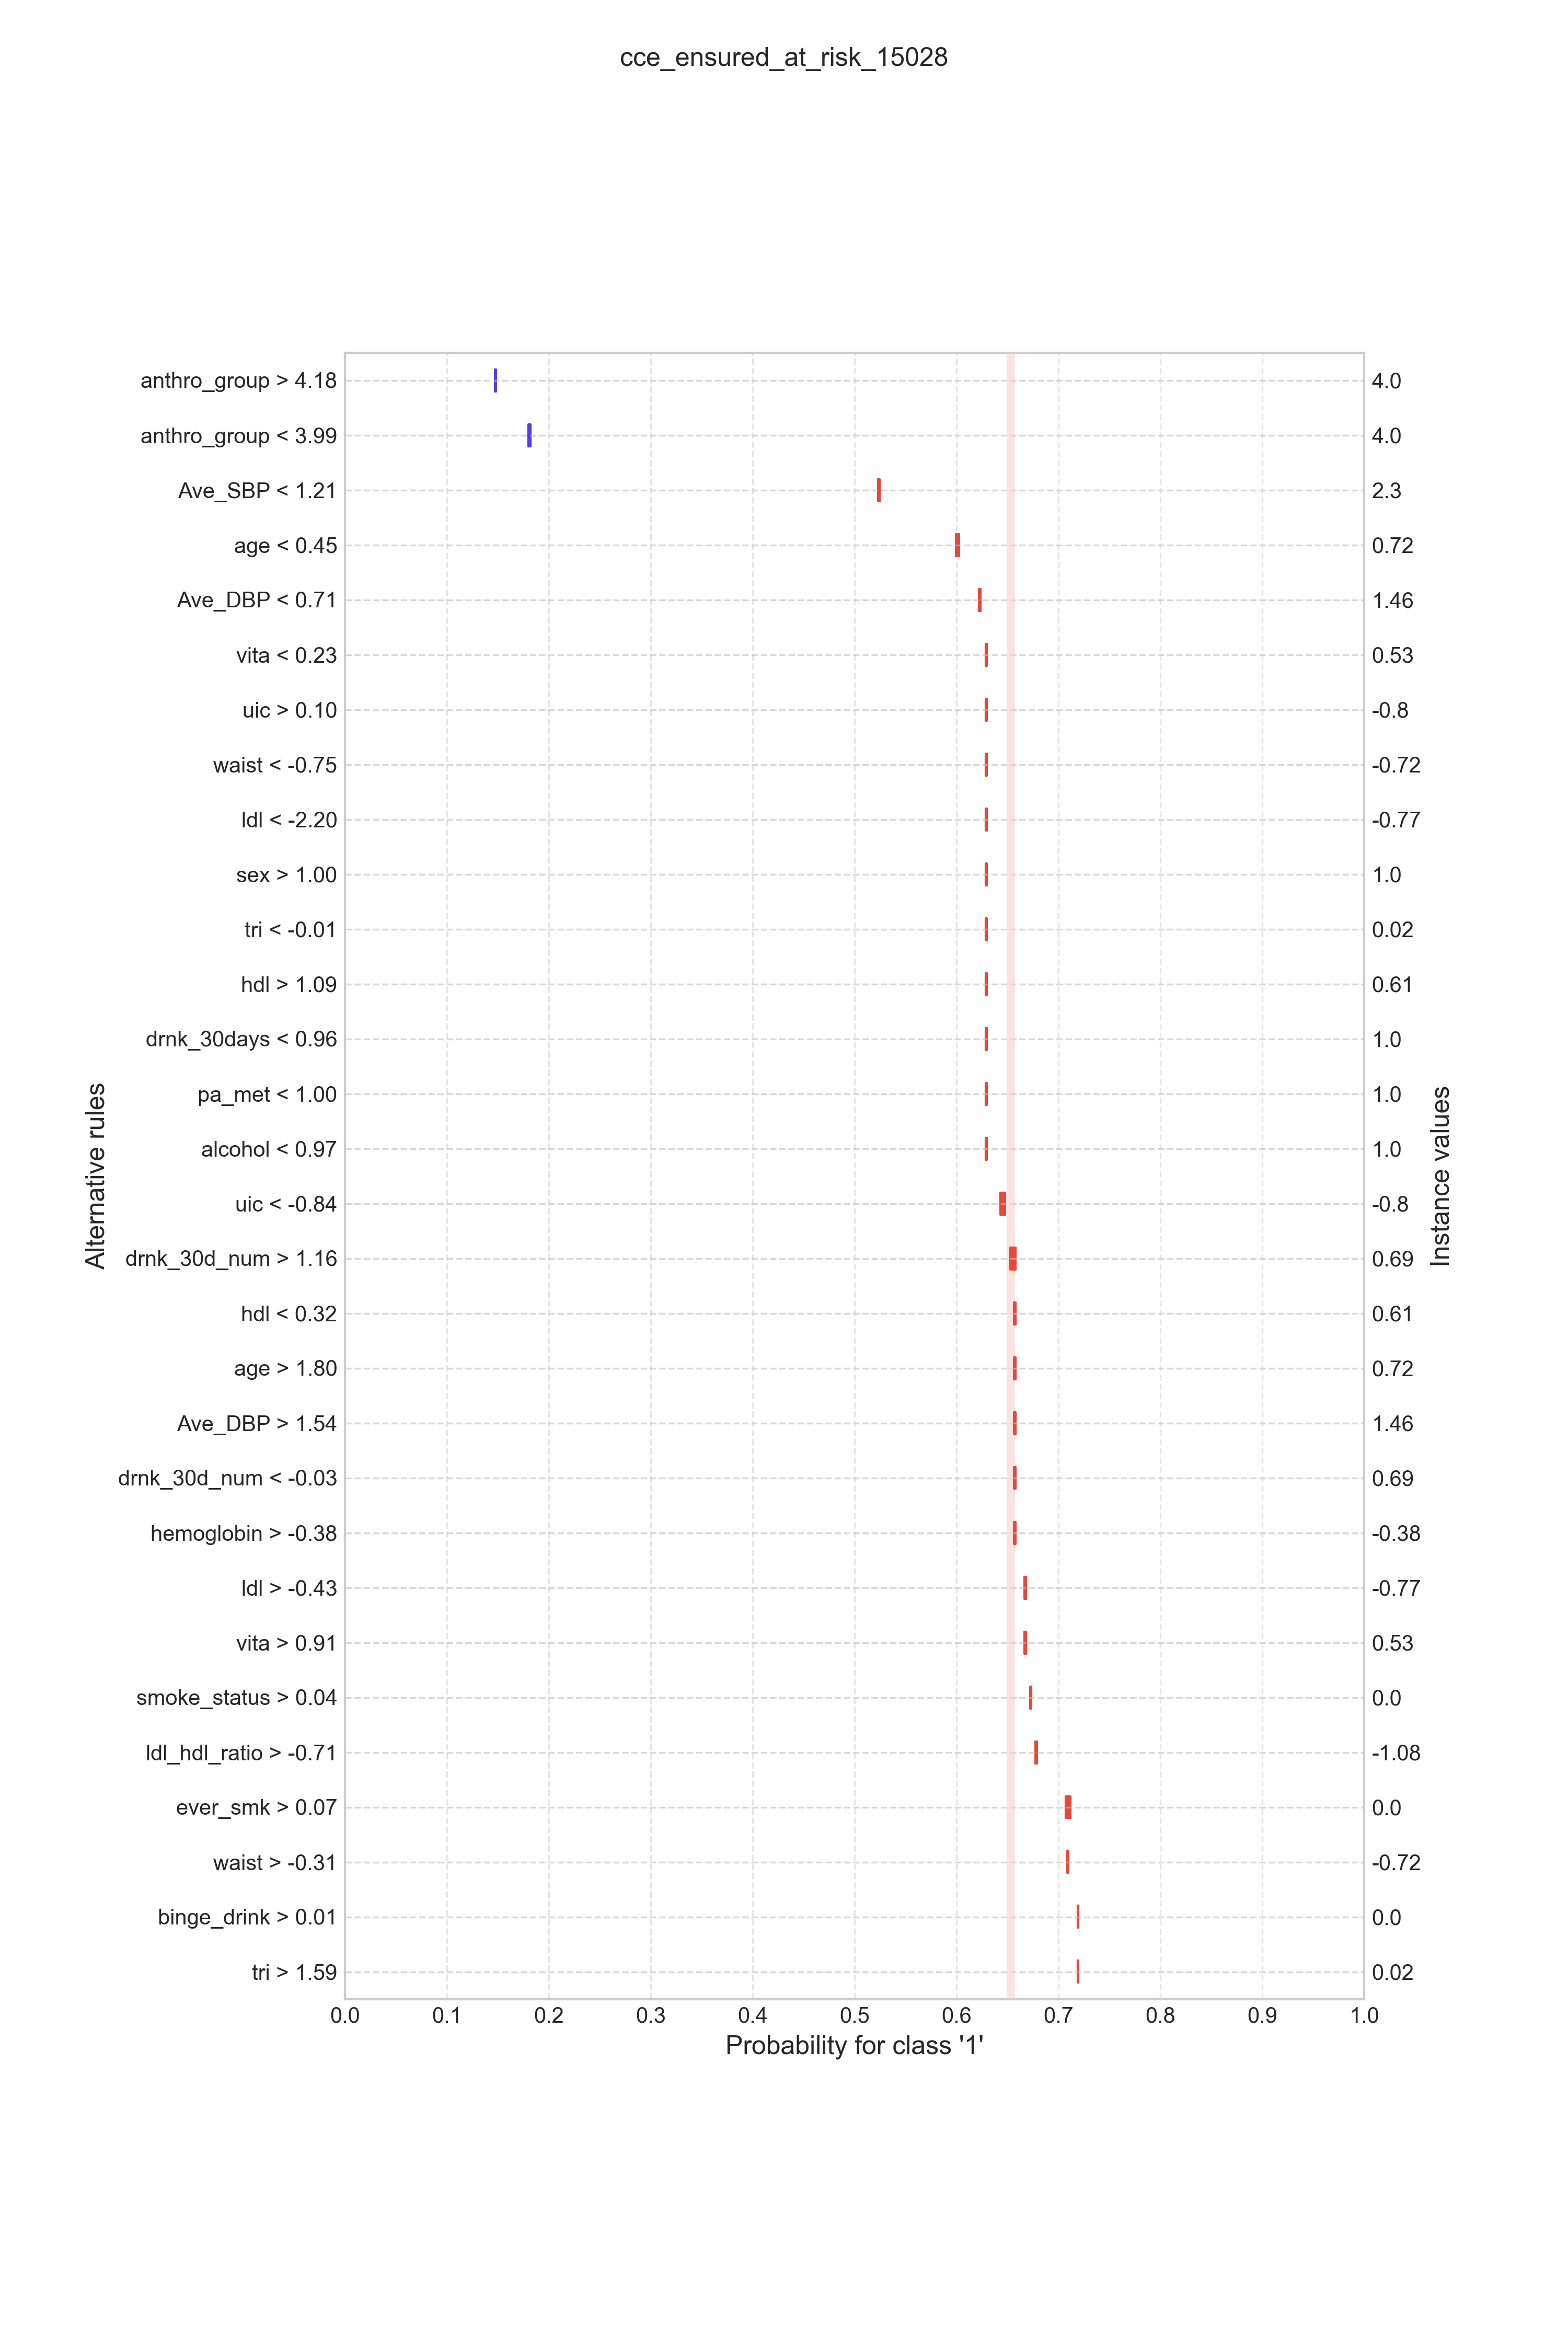 cce_ensured_at_risk_15028
anthro_group > 4.18 4.0
anthro_group < 3.99 4.0
Ave_SBP < 1.21 2.3
age < 0.45 0.72
Ave_DBP < 0.71 1.46
vita < 0.23 0.53
uic > 0.10 -0.8
waist < -0.75 -0.72
ldl < -2.20 -0.77
sex > 1.00 1.0
tri < -0.01 0.02
hdl > 1.09 0.61
drnk_30days < 0.96 1.0
pa_met < 1.00 1.0
alcohol < 0.97 1.0
uic < -0.84 -0.8
drnk_30d_num > 1.16 0.69
hdl < 0.32 0.61
age > 1.80 0.72
Ave_DBP > 1.54 1.46
drnk_30d_num < -0.03 0.69
hemoglobin > -0.38 -0.38
ldl > -0.43 -0.77
vita > 0.91 0.53
smoke_status > 0.04 0.0
ldl_hdl_ratio > -0.71 -1.08
ever_smk > 0.07 0.0
waist > -0.31 -0.72
binge_drink > 0.01 0.0
tri > 1.59 0.02
Alternative rules
Instance values
0.0 0.1 0.2 0.3 0.4 0.5 0.6 0.7 0.8 0.9 1.0
Probability for class '1'